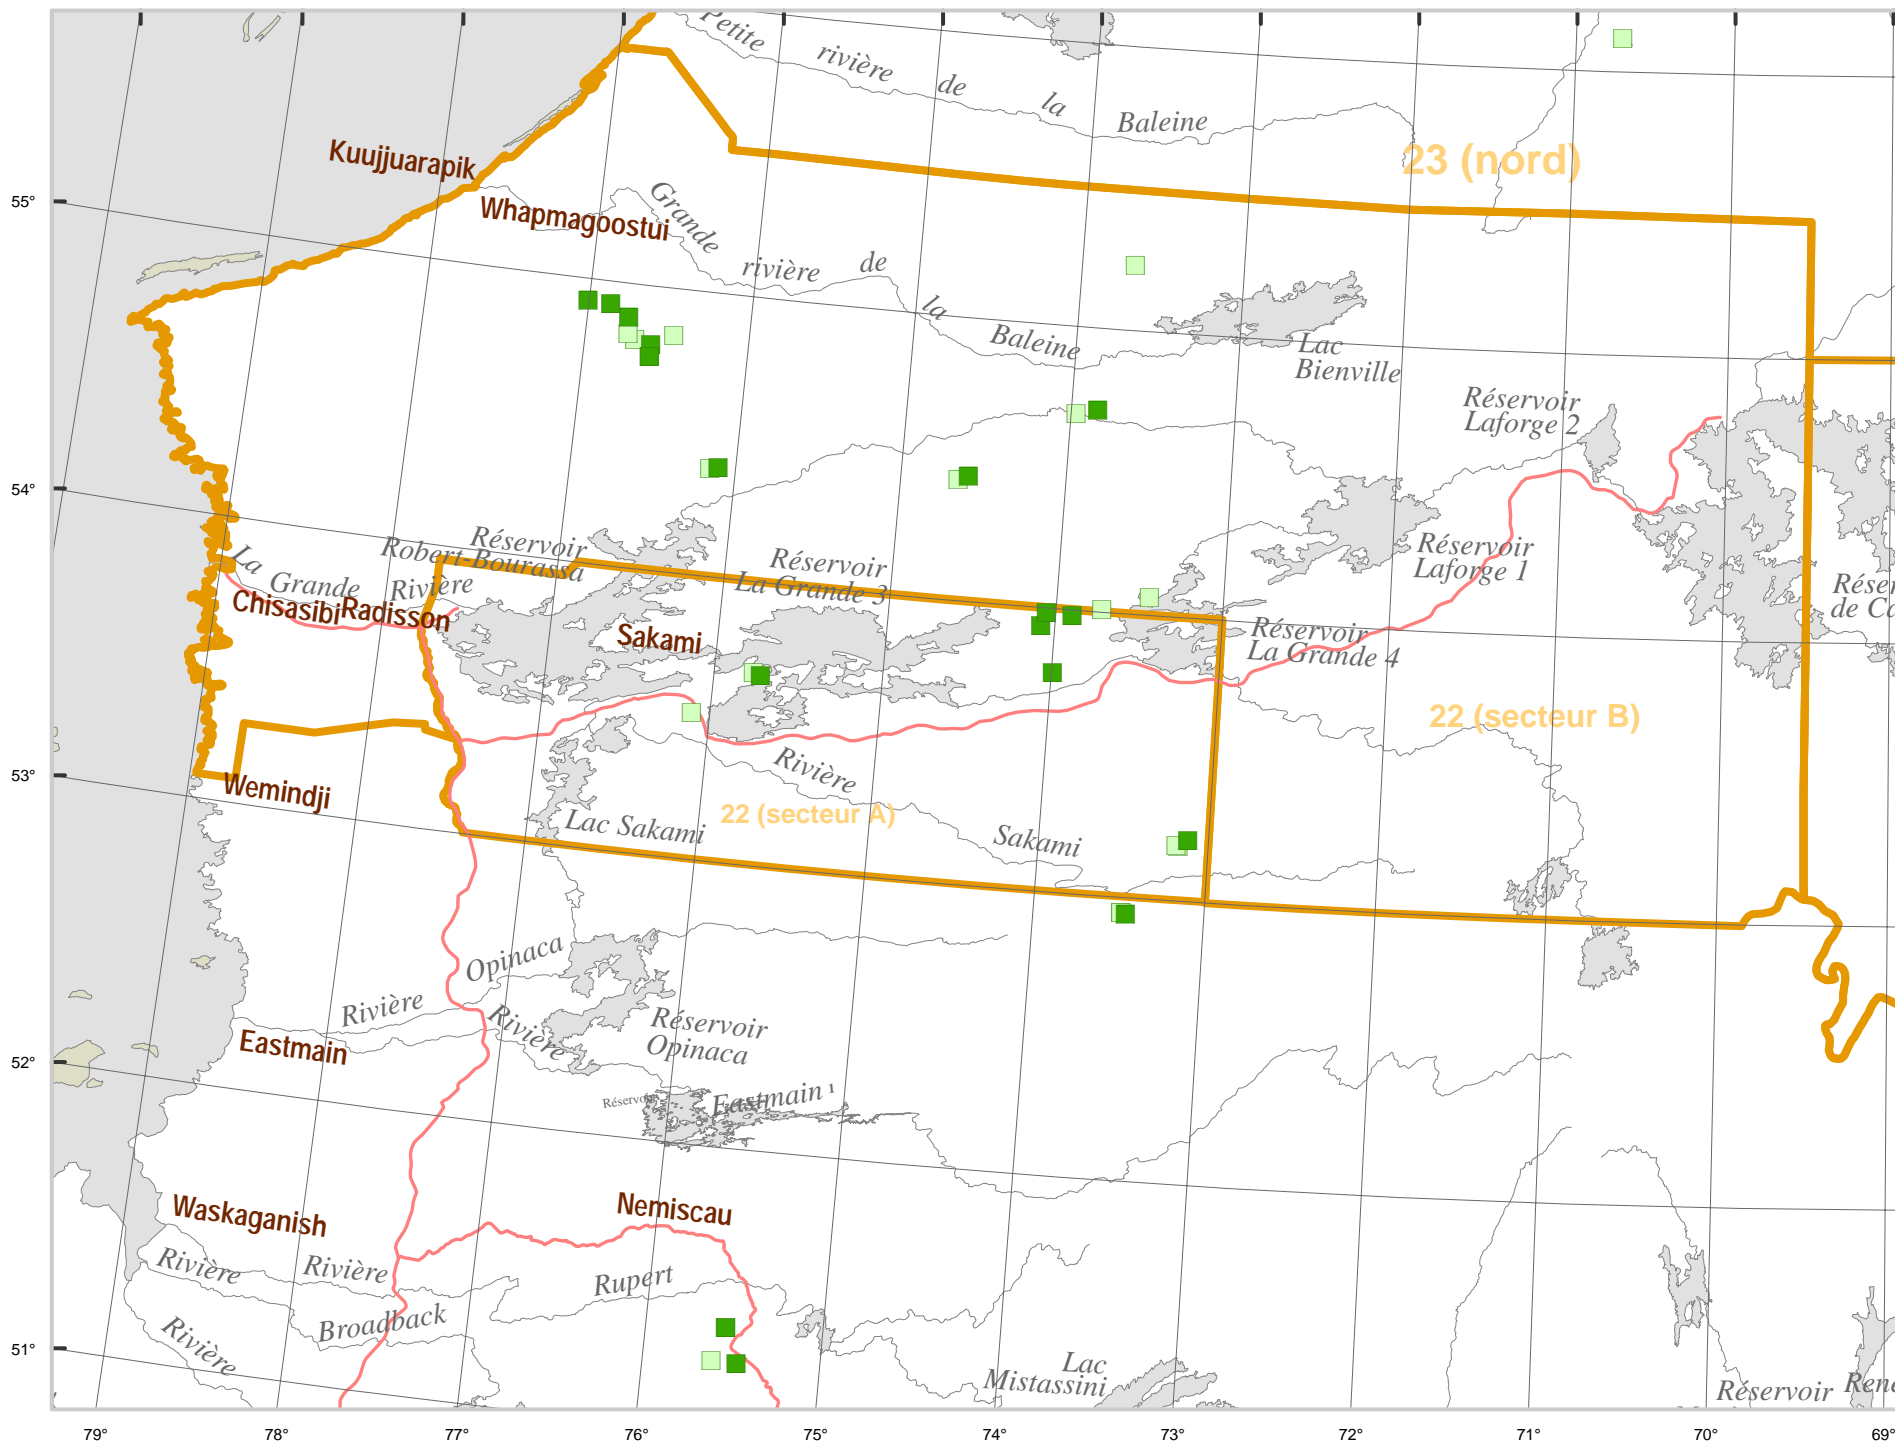 Petite
rivière
de
la
Baleine
23 (nord)
Kuujjuarapik
55°
Whapmagoostui
Grande
rivière
de
la
Baleine
Lac
Bienville
Réservoir
Laforge 2
54°
Réservoir
Robert-Bourassa
Réservoir
La Grande 3
Réservoir
Laforge 1
La
Grande
Rivière
Chisasibi
Radisson
Sakami
Réservoir
La Grande 4
22 (secteur B)
53°
Wemindji
Rivière
22 (secteur A)
Lac Sakami
Sakami
Opinaca
Rivière
Rivière
Réservoir
Opinaca
52°
Eastmain
Réservoir
Eastmain 1
Waskaganish
Nemiscau
Rivière
Rivière
Rupert
Broadback
Rivière
51°
Lac
Mistassini
Réservoir
79°
78°
77°
76°
75°
74°
73°
72°
71°
70°
69°